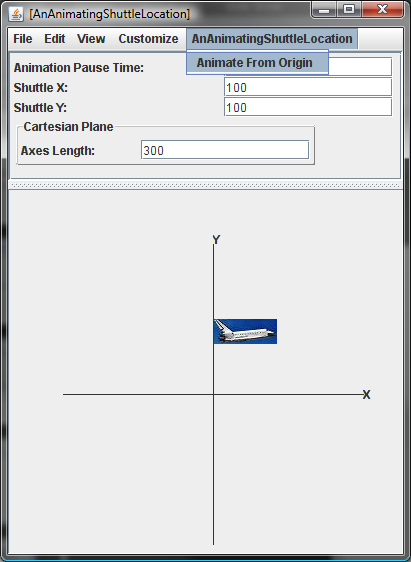 [AnAnimatingShuttleLocation]
File Edit View Customize AnAnimatingShuttleLocation
Animate From Origin
Animation Pause Time:
Shuttle X: 100
Shuttle Y: 100
Cartesian Plane
Axes Length: 300
Y
X